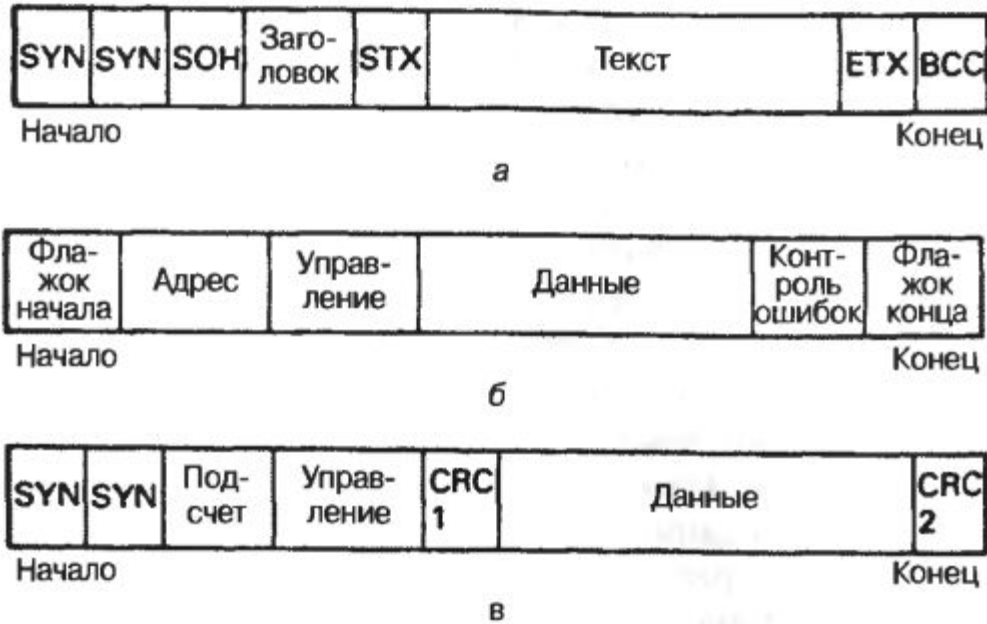 SYN SYN SOH Заго-ловок STX Текст ETX BCC
Начало Конец
а
Фла-жок начала Адрес Управ-ление Данные Конт-роль ошибок Фла-жок конца
Начало Конец
б
SYN SYN Под-счет Управ-ление CRC 1 Данные CRC 2
Начало Конец
в